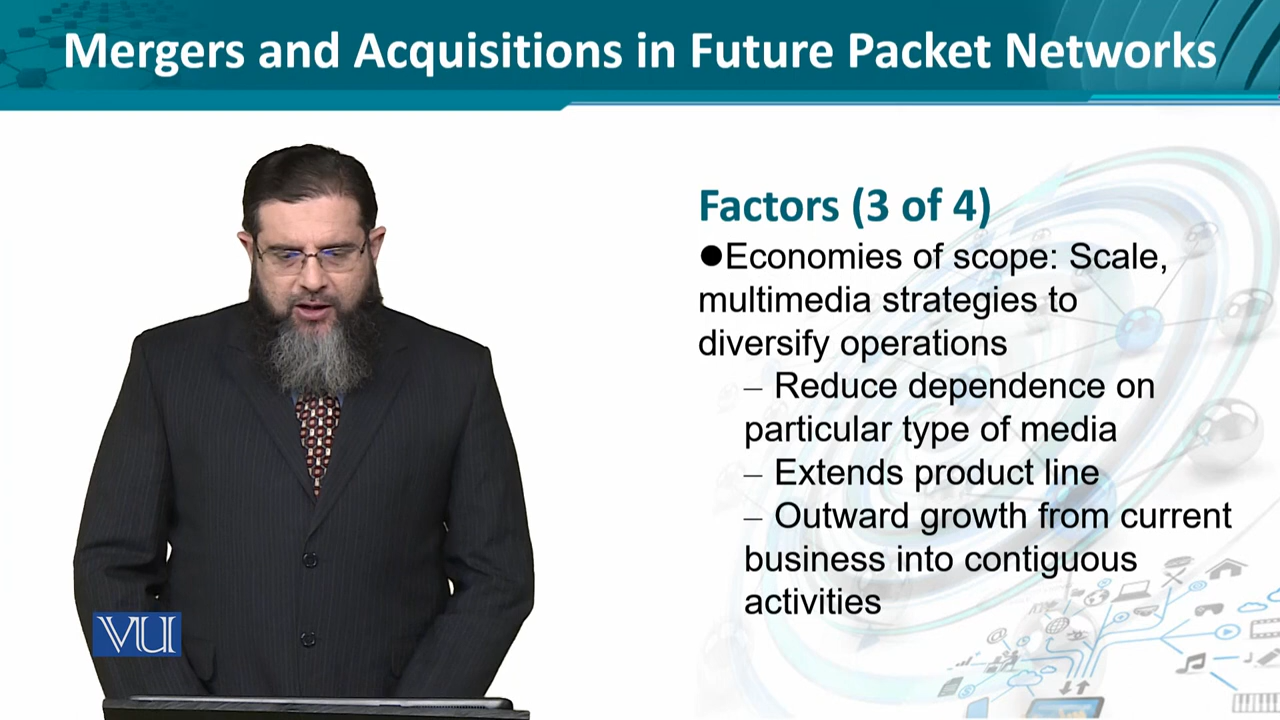 Mergers and Acquisitions in Future Packet Networks
Factors (3 of 4)
●Economies of scope: Scale,
multimedia strategies to
diversify operations
– Reduce dependence on
particular type of media
– Extends product line
– Outward growth from current
business into contiguous
activities
VU